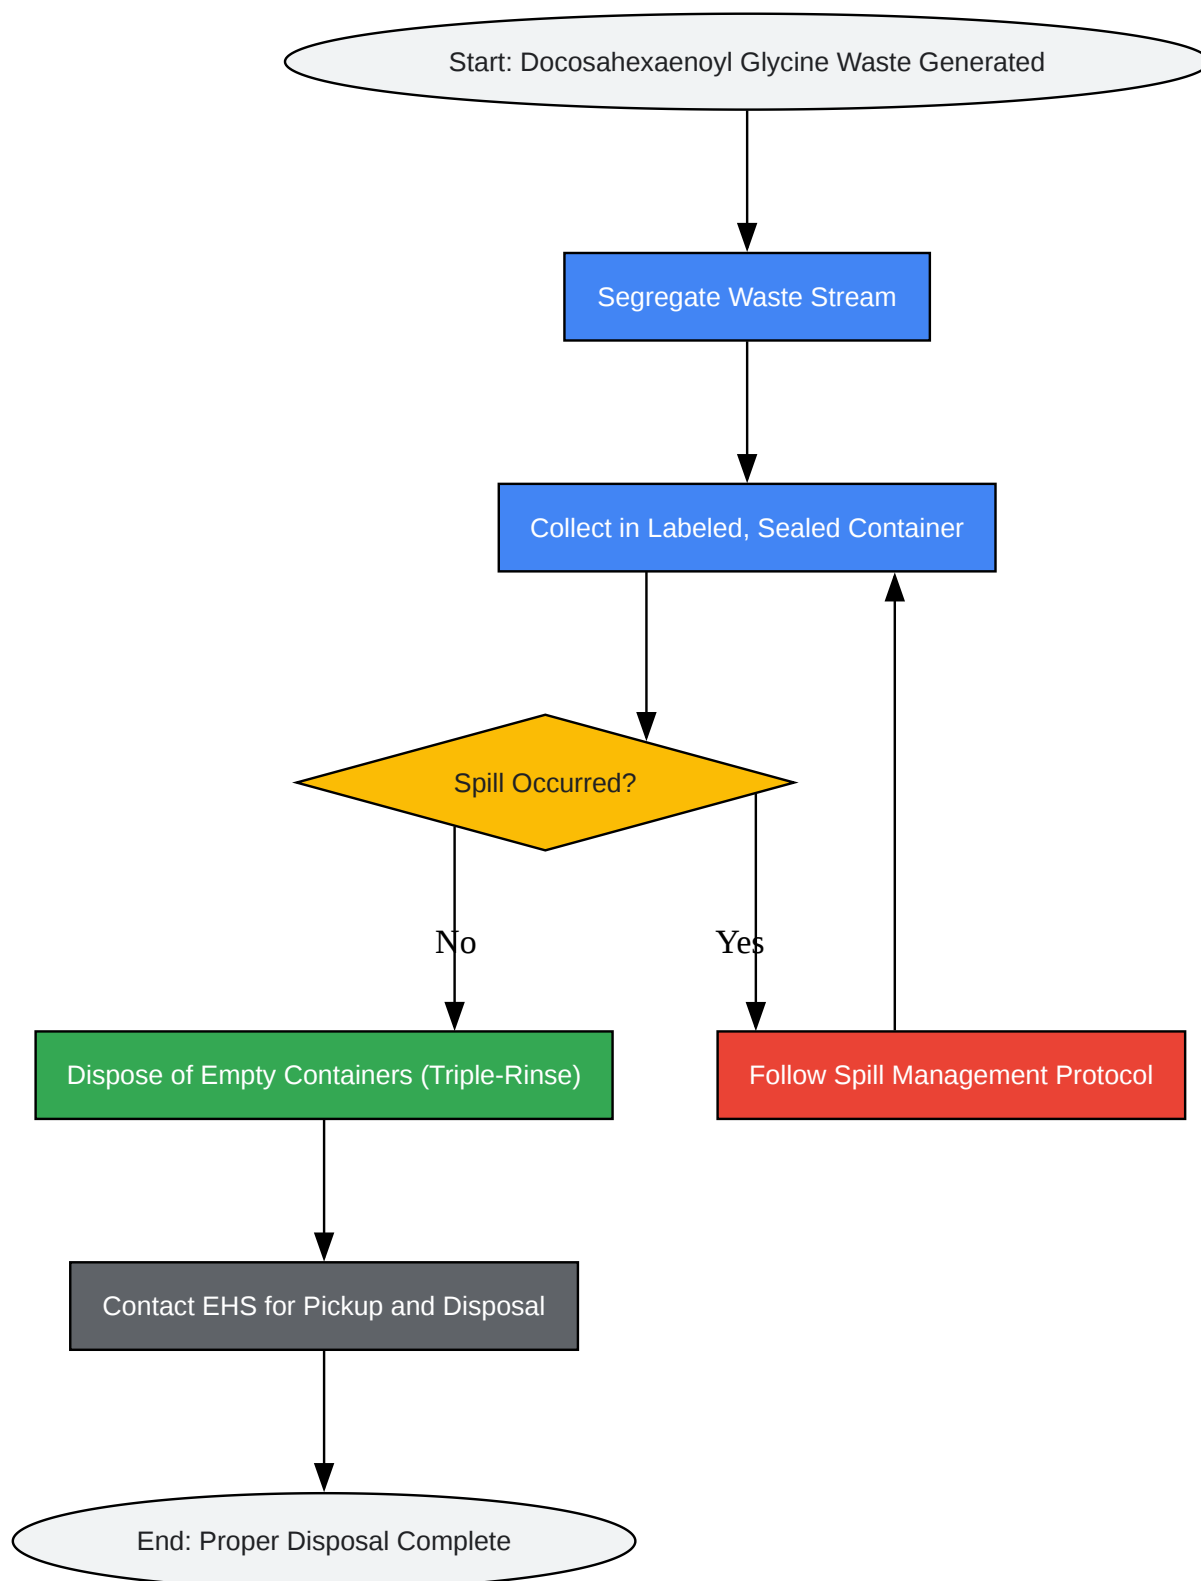 Start: Docosahexaenoyl Glycine Waste Generated
Segregate Waste Stream
Collect in Labeled, Sealed Container
Spill Occurred?
No
Yes
Dispose of Empty Containers (Triple-Rinse)
Follow Spill Management Protocol
Contact EHS for Pickup and Disposal
End: Proper Disposal Complete